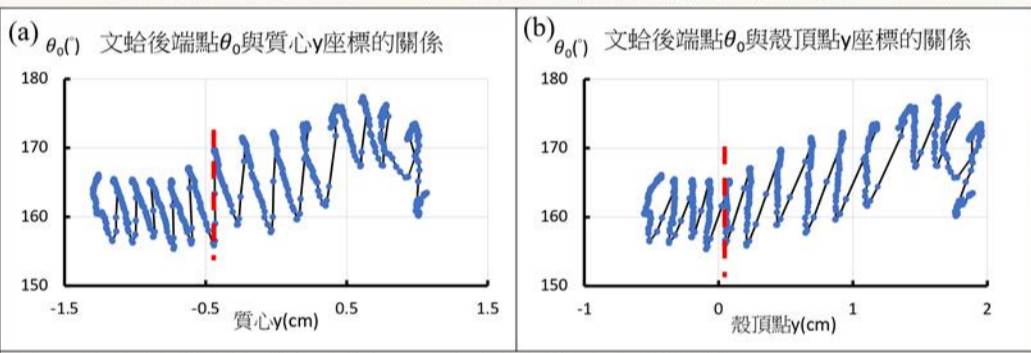 (a) θ₀(°) 文蛤後端點θ₀與質心y座標的關係
180
170
160
150
-1.5 -0.5 0.5 1.5
質心y(cm)
(b) θ₀(°) 文蛤後端點θ₀與殼頂點y座標的關係
180
170
160
150
-1 0 1 2
殼頂點y(cm)